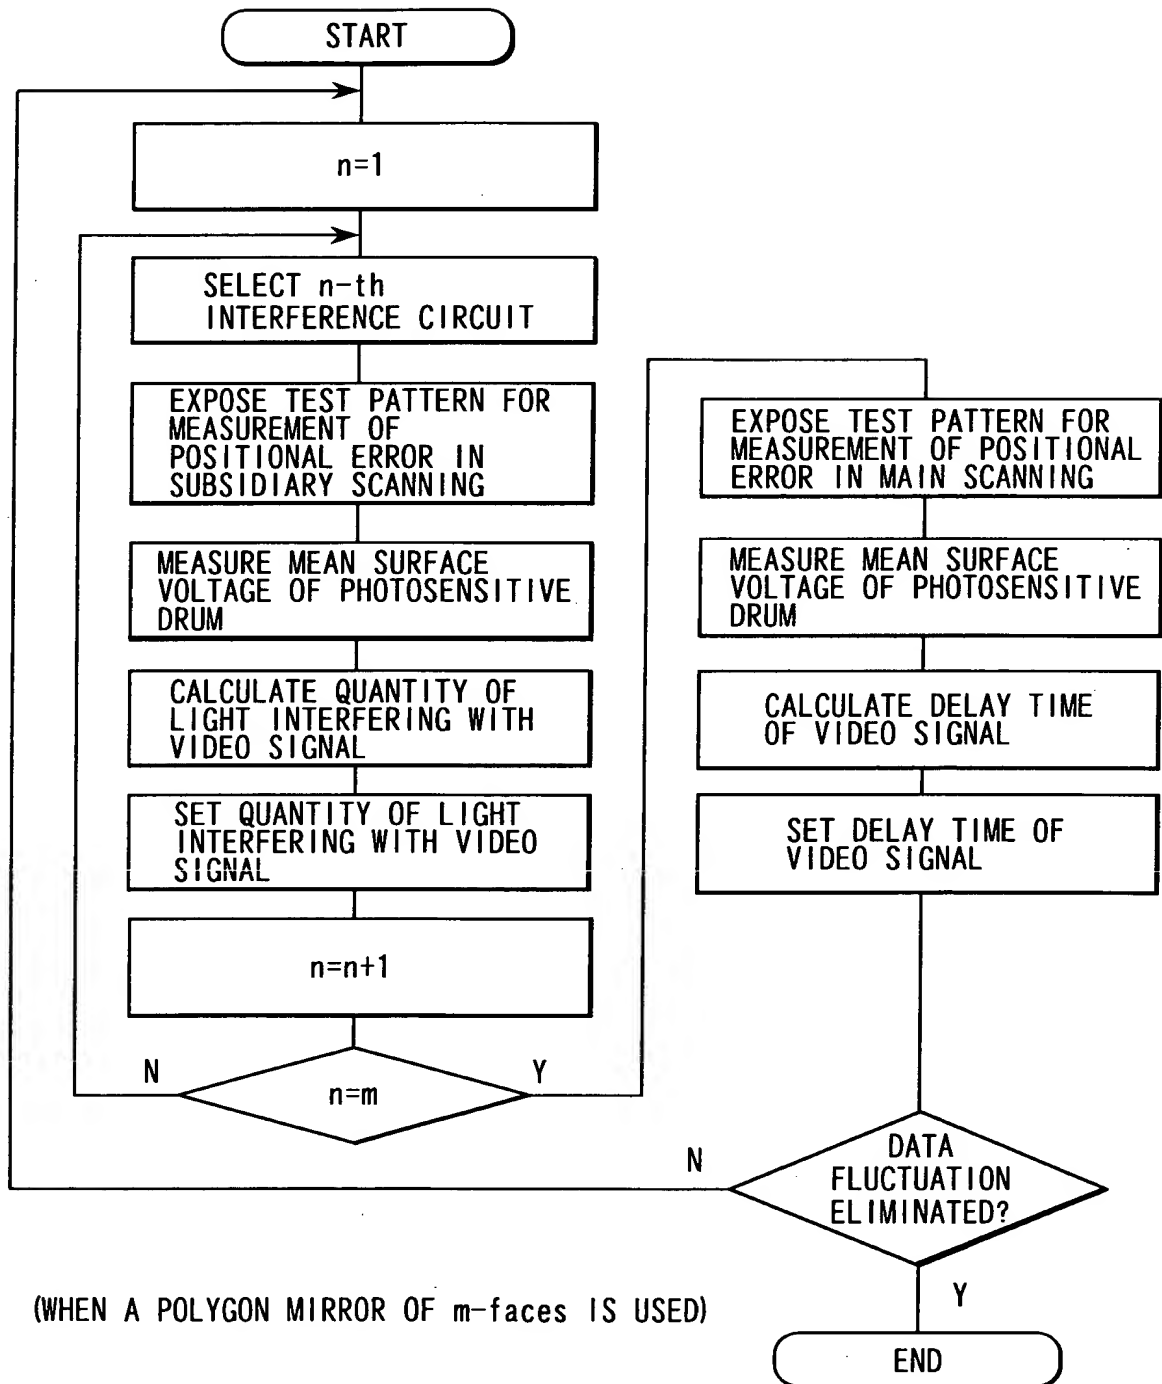 START
n=1
SELECT n-th
INTERFERENCE CIRCUIT
EXPOSE TEST PATTERN FOR
MEASUREMENT OF
POSITIONAL ERROR IN
SUBSIDIARY SCANNING
MEASURE MEAN SURFACE
VOLTAGE OF PHOTOSENSITIVE
DRUM
CALCULATE QUANTITY OF
LIGHT INTERFERING WITH
VIDEO SIGNAL
SET QUANTITY OF LIGHT
INTERFERING WITH VIDEO
SIGNAL
n=n+1
N
n=m
Y
EXPOSE TEST PATTERN FOR
MEASUREMENT OF POSITIONAL
ERROR IN MAIN SCANNING
MEASURE MEAN SURFACE
VOLTAGE OF PHOTOSENSITIVE
DRUM
CALCULATE DELAY TIME
OF VIDEO SIGNAL
SET DELAY TIME OF
VIDEO SIGNAL
N
DATA
FLUCTUATION
ELIMINATED?
Y
END
(WHEN A POLYGON MIRROR OF m-faces IS USED)